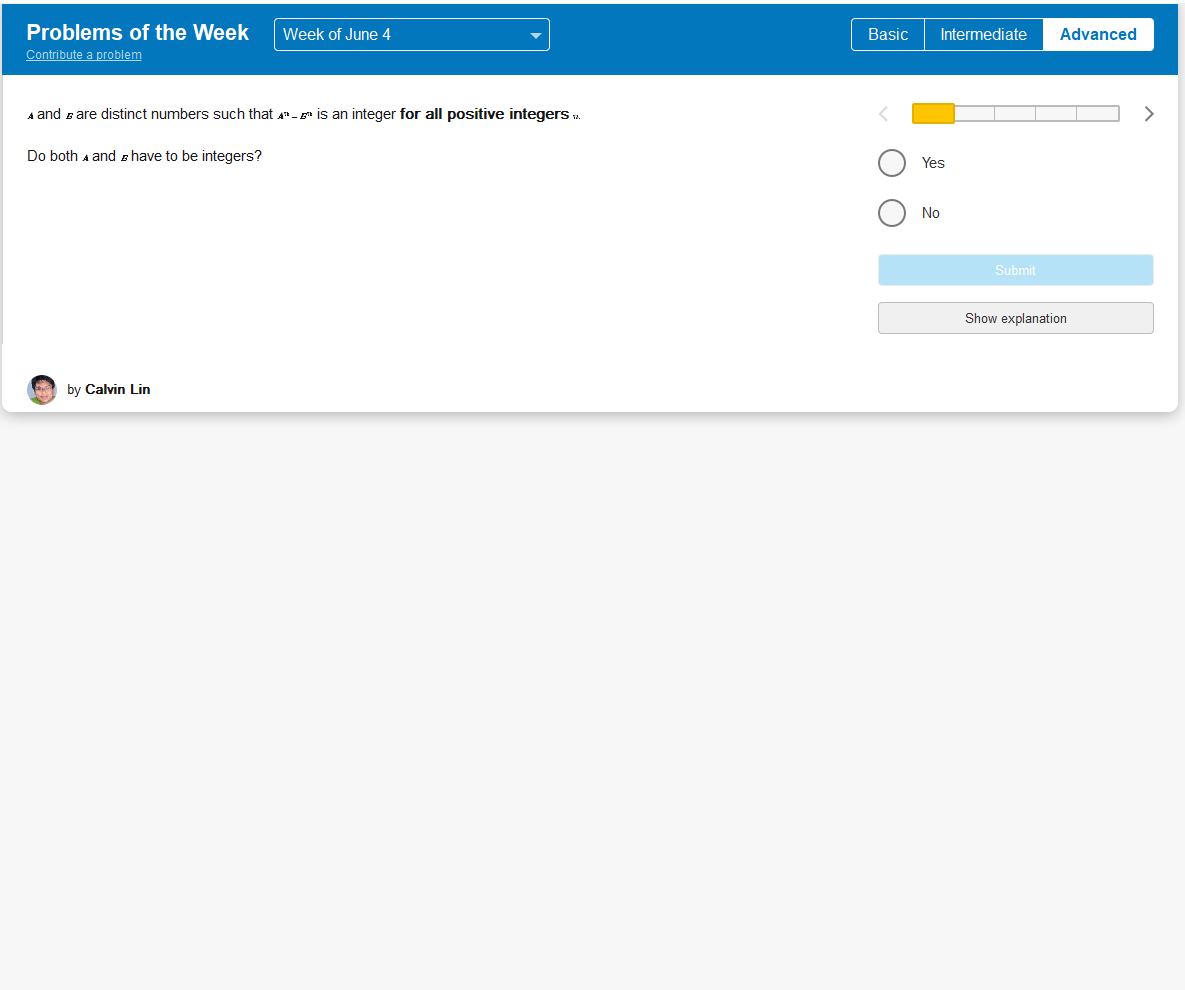 Problems of the Week
Week of June 4
Basic
Intermediate
Advanced
Contribute a problem
A and B are distinct numbers such that Aⁿ − Bⁿ is an integer for all positive integers n.
Do both A and B have to be integers?
Yes
No
Submit
Show explanation
by Calvin Lin